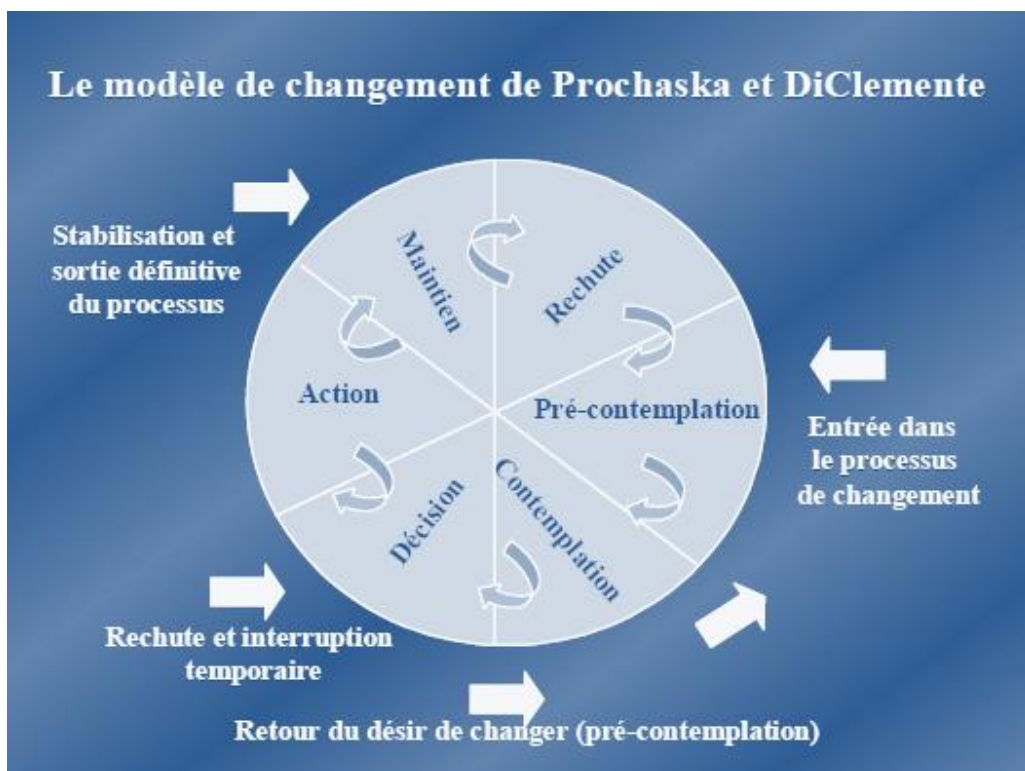 Le modèle de changement de Prochaska et DiClemente
Stabilisation et
sortie définitive
du processus
Maintien
Rechute
Action
Pré-contemplation
Entrée dans
le processus
de changement
Décision
Contemplation
Rechute et interruption
temporaire
Retour du désir de changer (pré-contemplation)